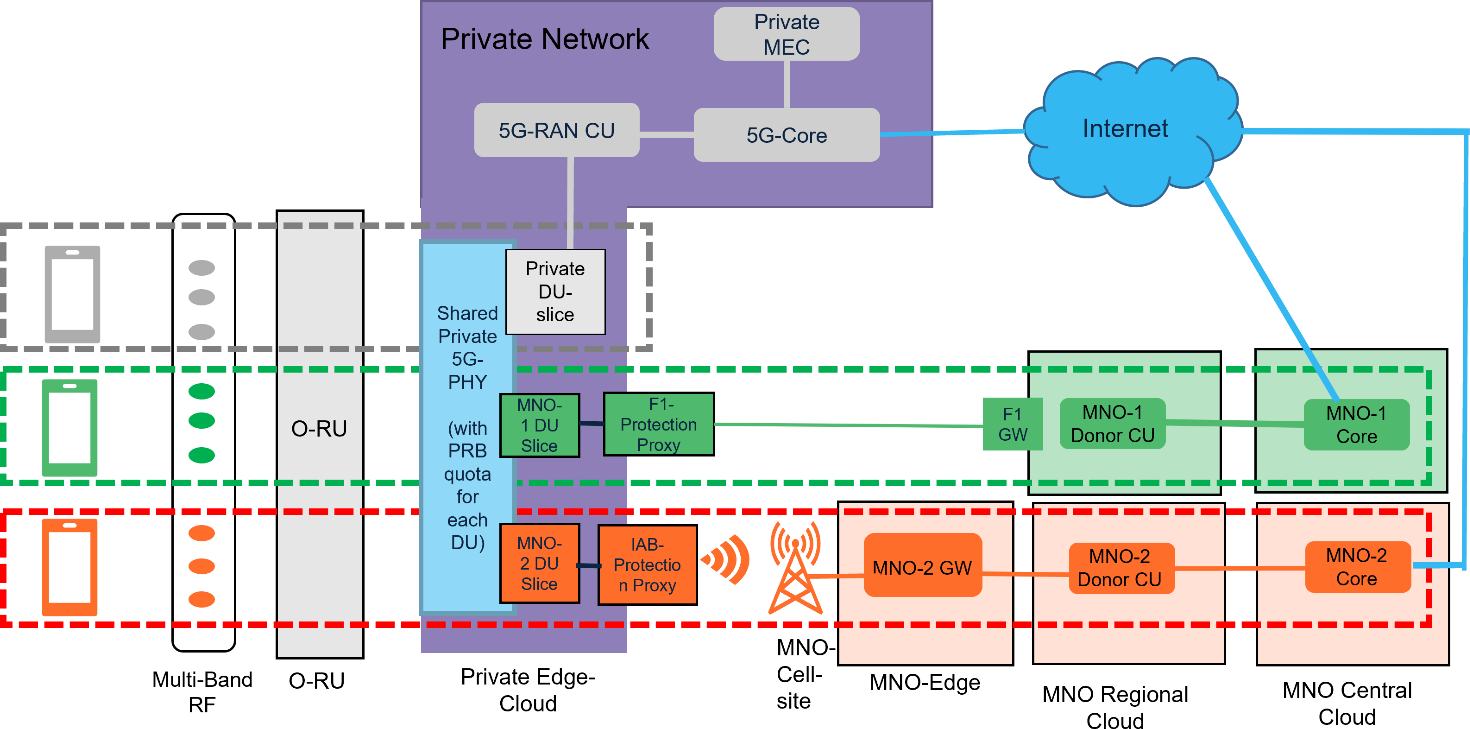 Private Network
Private
MEC
5G-RAN CU
5G-Core
Internet
Private
DU-
slice
Shared
Private
5G-
PHY
(with
PRB
quota
for
each
DU)
O-RU
MNO-
1 DU
Slice
F1-
Protection
Proxy
F1
GW
MNO-1
Donor CU
MNO-1
Core
MNO-
2 DU
Slice
IAB-
Protectio
n Proxy
MNO-2 GW
MNO-2
Donor CU
MNO-2
Core
Multi-Band
RF
O-RU
Private Edge-
Cloud
MNO-
Cell-
site
MNO-Edge
MNO Regional
Cloud
MNO Central
Cloud